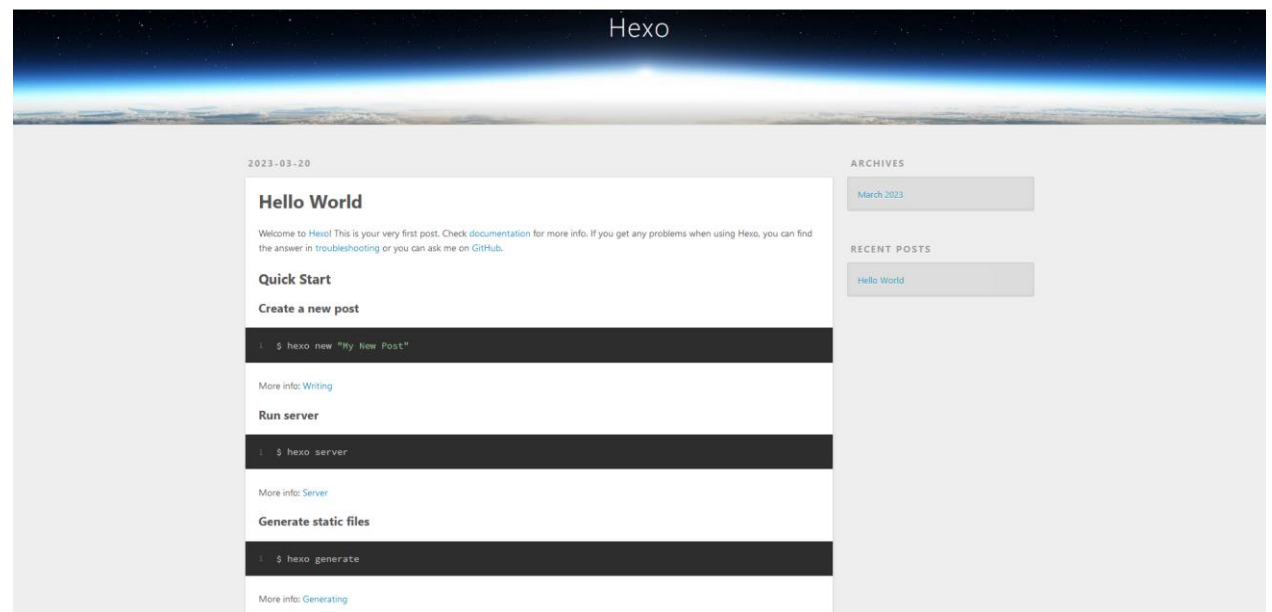 Hexo
2023-03-20
Hello World
Welcome to Hexo! This is your very first post. Check documentation for more info. If you get any problems when using Hexo, you can find
the answer in troubleshooting or you can ask me on GitHub.
Quick Start
Create a new post
1 $ hexo new "My New Post"
More info: Writing
Run server
1 $ hexo server
More info: Server
Generate static files
1 $ hexo generate
More info: Generating
ARCHIVES
March 2023
RECENT POSTS
Hello World